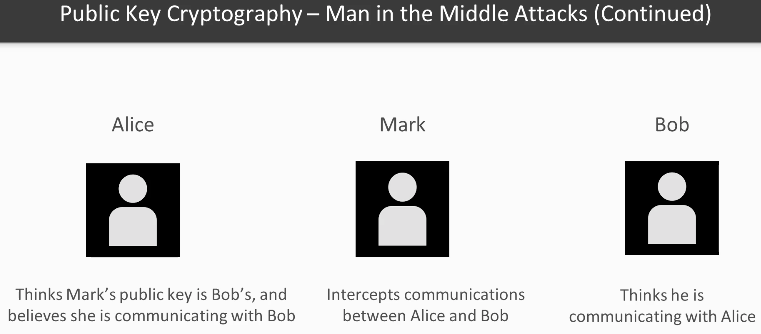 Public Key Cryptography – Man in the Middle Attacks (Continued)
Alice
Mark
Bob
Thinks Mark's public key is Bob's, and
believes she is communicating with Bob
Intercepts communications
between Alice and Bob
Thinks he is
communicating with Alice